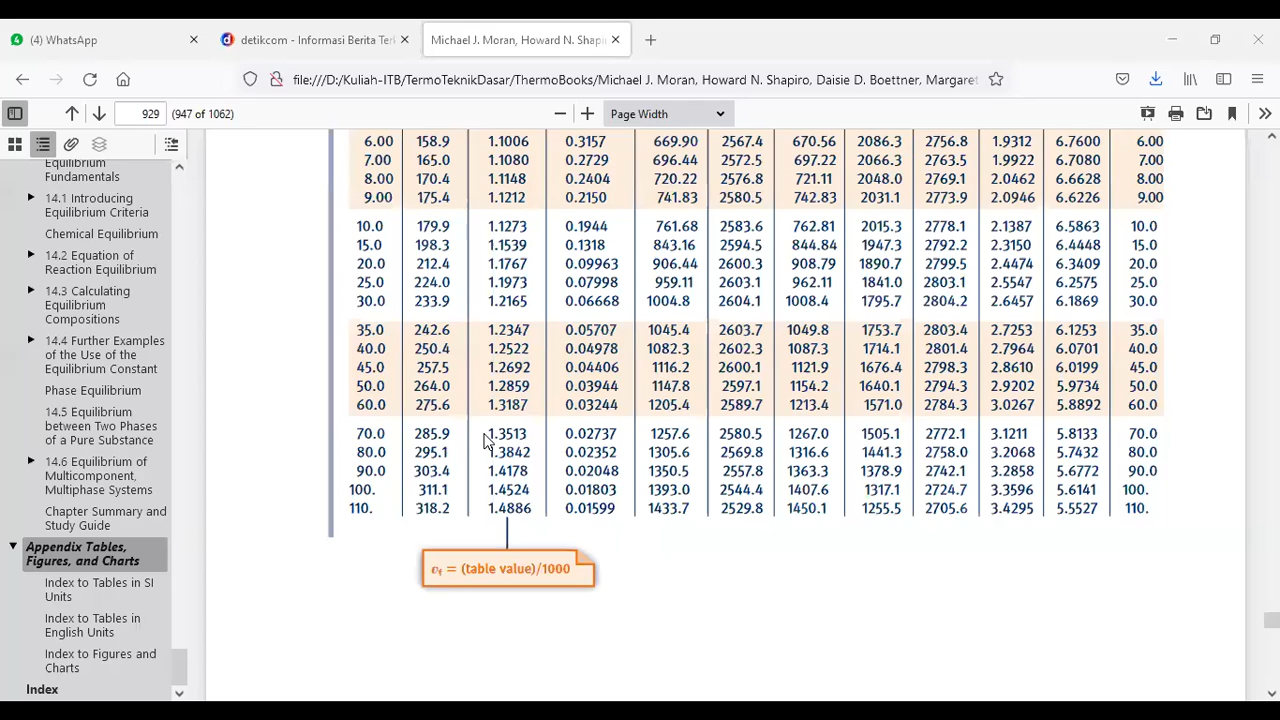 (4) WhatsApp
detikcom - Informasi Berita Ter
Michael J. Moran, Howard N. Shapi
file:///D:/Kuliah-ITB/TermoTeknikDasar/ThermoBooks/Michael J. Moran, Howard N. Shapiro, Daisie D. Boettner, Margaret
929 (947 of 1062)
Page Width
Equilibrium
Fundamentals
14.1 Introducing
Equilibrium Criteria
Chemical Equilibrium
14.2 Equation of
Reaction Equilibrium
14.3 Calculating
Equilibrium
Compositions
14.4 Further Examples
of the Use of the
Equilibrium Constant
Phase Equilibrium
14.5 Equilibrium
between Two Phases
of a Pure Substance
14.6 Equilibrium of
Multicomponent,
Multiphase Systems
Chapter Summary and
Study Guide
Appendix Tables,
Figures, and Charts
Index to Tables in SI
Units
Index to Tables in
English Units
Index to Figures and
Charts
Index
6.00 158.9 1.1006 0.3157 669.90 2567.4 670.56 2086.3 2756.8 1.9312 6.7600 6.00
7.00 165.0 1.1080 0.2729 696.44 2572.5 697.22 2066.3 2763.5 1.9922 6.7080 7.00
8.00 170.4 1.1148 0.2404 720.22 2576.8 721.11 2048.0 2769.1 2.0462 6.6628 8.00
9.00 175.4 1.1212 0.2150 741.83 2580.5 742.83 2031.1 2773.9 2.0946 6.6226 9.00
10.0 179.9 1.1273 0.1944 761.68 2583.6 762.81 2015.3 2778.1 2.1387 6.5863 10.0
15.0 198.3 1.1539 0.1318 843.16 2594.5 844.84 1947.3 2792.2 2.3150 6.4448 15.0
20.0 212.4 1.1767 0.09963 906.44 2600.3 908.79 1890.7 2799.5 2.4474 6.3409 20.0
25.0 224.0 1.1973 0.07998 959.11 2603.1 962.11 1841.0 2803.1 2.5547 6.2575 25.0
30.0 233.9 1.2165 0.06668 1004.8 2604.1 1008.4 1795.7 2804.2 2.6457 6.1869 30.0
35.0 242.6 1.2347 0.05707 1045.4 2603.7 1049.8 1753.7 2803.4 2.7253 6.1253 35.0
40.0 250.4 1.2522 0.04978 1082.3 2602.3 1087.3 1714.1 2801.4 2.7964 6.0701 40.0
45.0 257.5 1.2692 0.04406 1116.2 2600.1 1121.9 1676.4 2798.3 2.8610 6.0199 45.0
50.0 264.0 1.2859 0.03944 1147.8 2597.1 1154.2 1640.1 2794.3 2.9202 5.9734 50.0
60.0 275.6 1.3187 0.03244 1205.4 2589.7 1213.4 1571.0 2784.3 3.0267 5.8892 60.0
70.0 285.9 1.3513 0.02737 1257.6 2580.5 1267.0 1505.1 2772.1 3.1211 5.8133 70.0
80.0 295.1 1.3842 0.02352 1305.6 2569.8 1316.6 1441.3 2758.0 3.2068 5.7432 80.0
90.0 303.4 1.4178 0.02048 1350.5 2557.8 1363.3 1378.9 2742.1 3.2858 5.6772 90.0
100. 311.1 1.4524 0.01803 1393.0 2544.4 1407.6 1317.1 2724.7 3.3596 5.6141 100.
110. 318.2 1.4886 0.01599 1433.7 2529.8 1450.1 1255.5 2705.6 3.4295 5.5527 110.
vf = (table value)/1000